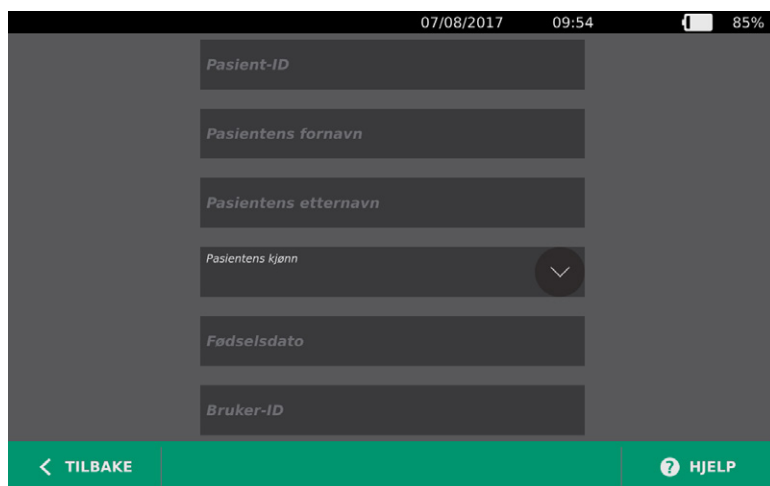 07/08/2017 09:54 85%
Pasient-ID
Pasientens fornavn
Pasientens etternavn
Pasientens kjønn
Fødselsdato
Bruker-ID
TILBAKE ? HJELP